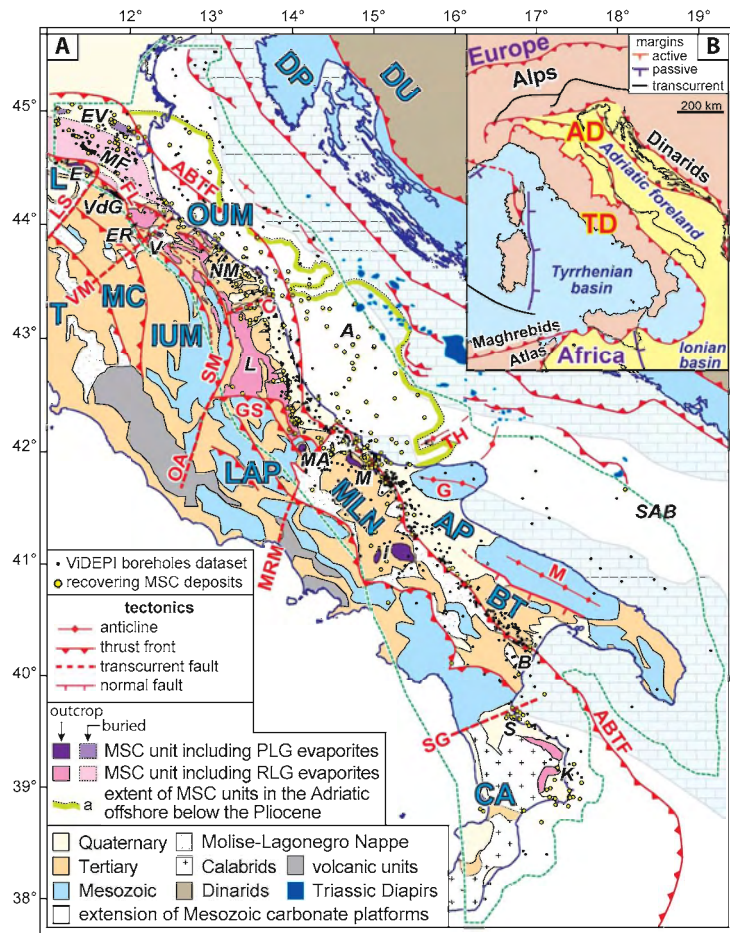 12° 13° 14° 15° 16° 17° 18° 19°
A
B
margins
active
passive
transcurrent
200 km
Europe
Alps
Dinarids
AD
Adriatic foreland
TD
Tyrrhenian
basin
Maghrebids
Atlas
Africa
Ionian
basin
DP
DU
45°
EV
MF
ABTF
L
E
LS
FL
OUM
VdG
44°
ER
V
NM
VM
MC
C
T
IUM
A
43°
SM
L
GS
TH
42°
OA
LAP
MA
M
G
SAB
MLN
AP
41°
MRM
I
M
BT
40°
B
ABTF
SG
S
39°
K
CA
38°
ViDEPI boreholes dataset
recovering MSC deposits
tectonics
anticline
thrust front
transcurrent fault
normal fault
outcrop
buried
MSC unit including PLG evaporites
MSC unit including RLG evaporites
a extent of MSC units in the Adriatic
offshore below the Pliocene
Quaternary Molise-Lagonegro Nappe
Tertiary Calabrids volcanic units
Mesozoic Dinarids Triassic Diapirs
extension of Mesozoic carbonate platforms